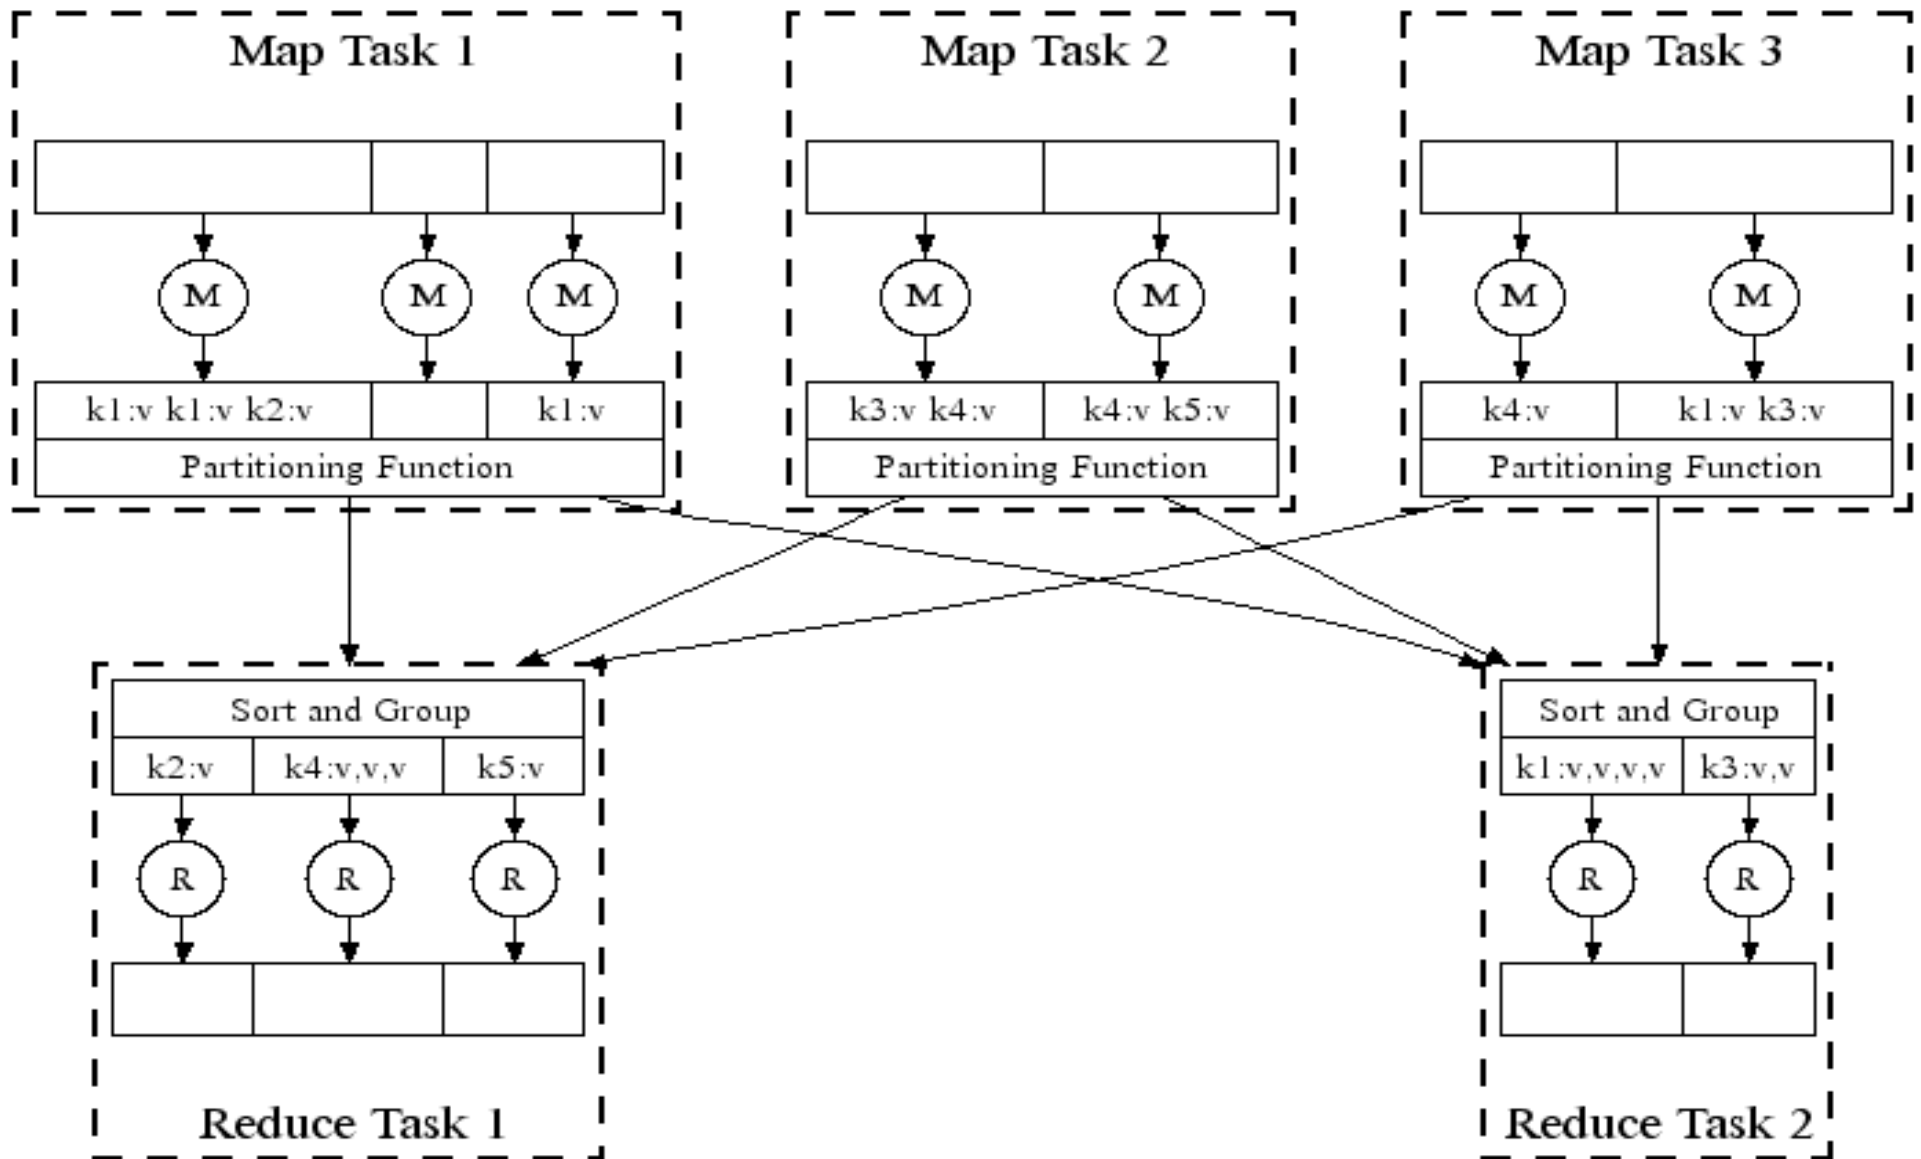 Map Task 1
Map Task 2
Map Task 3
M
M
M
M
M
M
M
k1:v k1:v k2:v
k1:v
k3:v k4:v
k4:v k5:v
k4:v
k1:v k3:v
Partitioning Function
Partitioning Function
Partitioning Function
Sort and Group
Sort and Group
k2:v
k4:v,v,v
k5:v
k1:v,v,v,v
k3:v,v
R
R
R
R
R
Reduce Task 1
Reduce Task 2